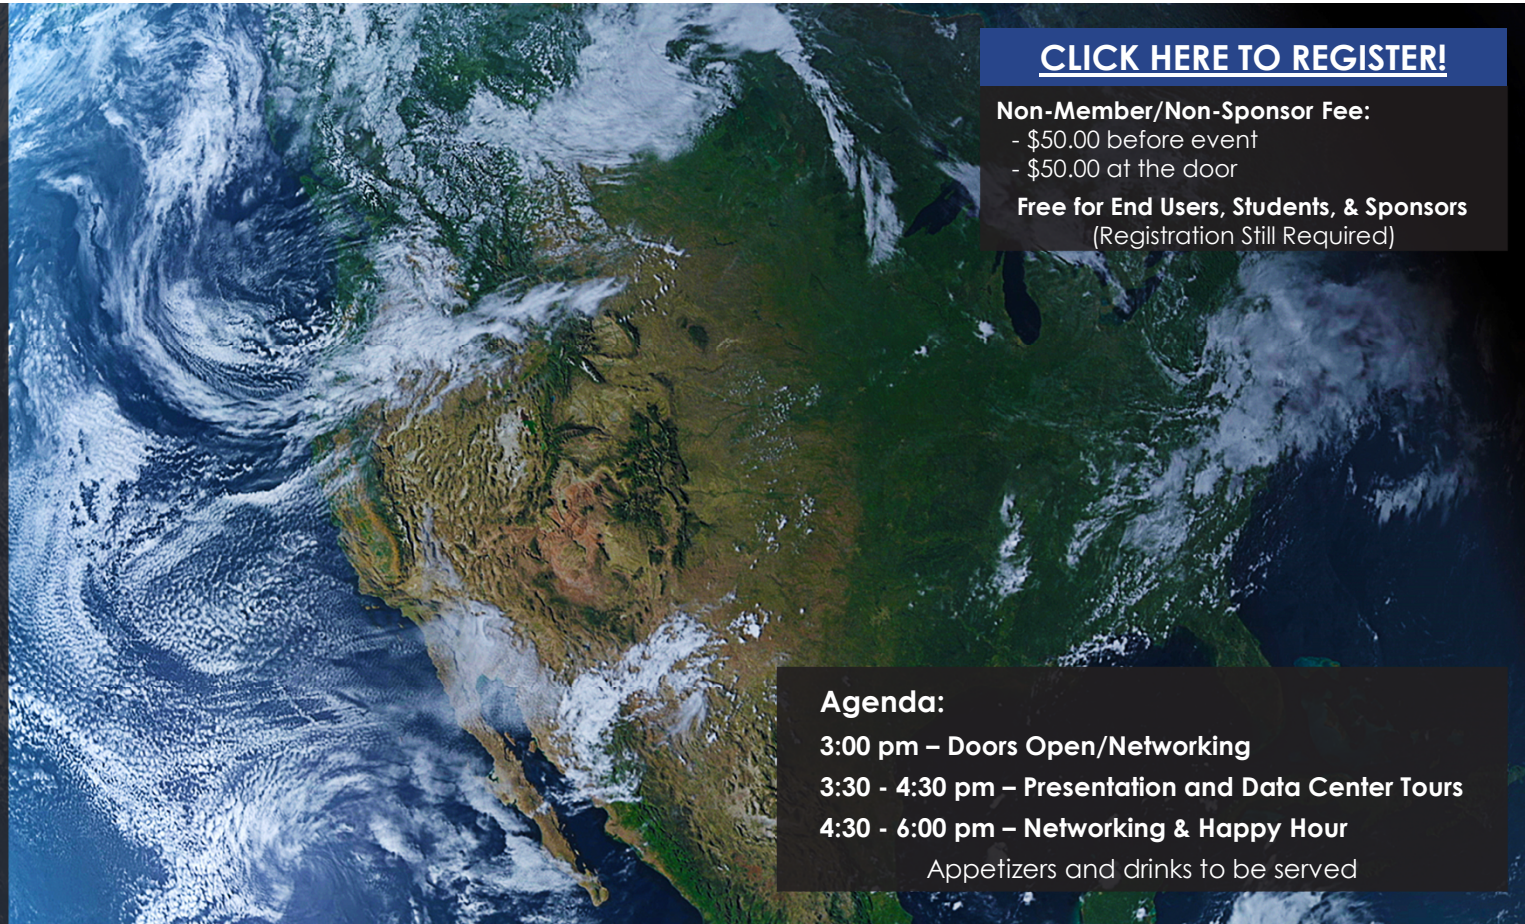 CLICK HERE TO REGISTER!
Non-Member/Non-Sponsor Fee:
- $50.00 before event
- $50.00 at the door
Free for End Users, Students, & Sponsors
(Registration Still Required)
Agenda:
3:00 pm – Doors Open/Networking
3:30 - 4:30 pm – Presentation and Data Center Tours
4:30 - 6:00 pm – Networking & Happy Hour
Appetizers and drinks to be served